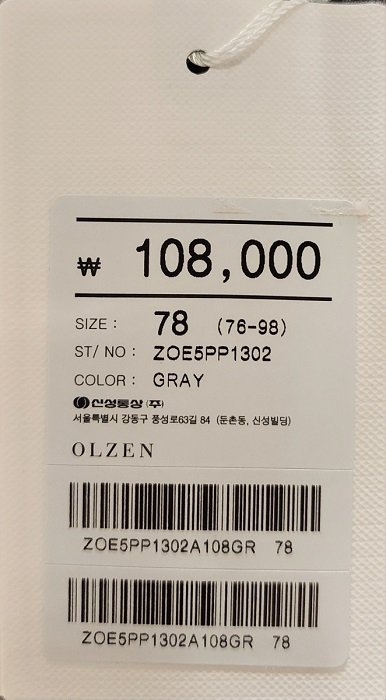 ₩ 108,000
SIZE : 78 (76-98)
ST/ NO : ZOE5PP1302
COLOR : GRAY
신성통상 (주)
서울특별시 강동구 풍성로63길 84 (둔촌동, 신성빌딩)
OLZEN
ZOE5PP1302A108GR 78
ZOE5PP1302A108GR 78